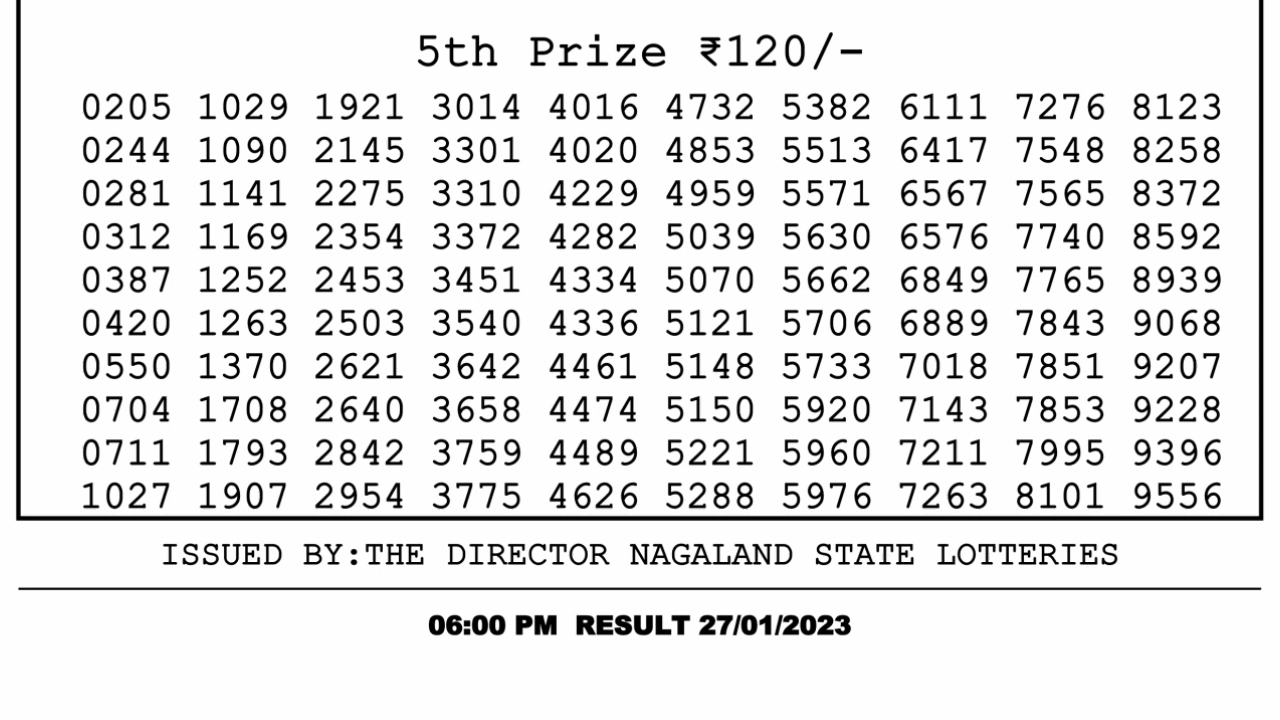 5th Prize ₹120/-
0205 1029 1921 3014 4016 4732 5382 6111 7276 8123
0244 1090 2145 3301 4020 4853 5513 6417 7548 8258
0281 1141 2275 3310 4229 4959 5571 6567 7565 8372
0312 1169 2354 3372 4282 5039 5630 6576 7740 8592
0387 1252 2453 3451 4334 5070 5662 6849 7765 8939
0420 1263 2503 3540 4336 5121 5706 6889 7843 9068
0550 1370 2621 3642 4461 5148 5733 7018 7851 9207
0704 1708 2640 3658 4474 5150 5920 7143 7853 9228
0711 1793 2842 3759 4489 5221 5960 7211 7995 9396
1027 1907 2954 3775 4626 5288 5976 7263 8101 9556
ISSUED BY:THE DIRECTOR NAGALAND STATE LOTTERIES
06:00 PM RESULT 27/01/2023